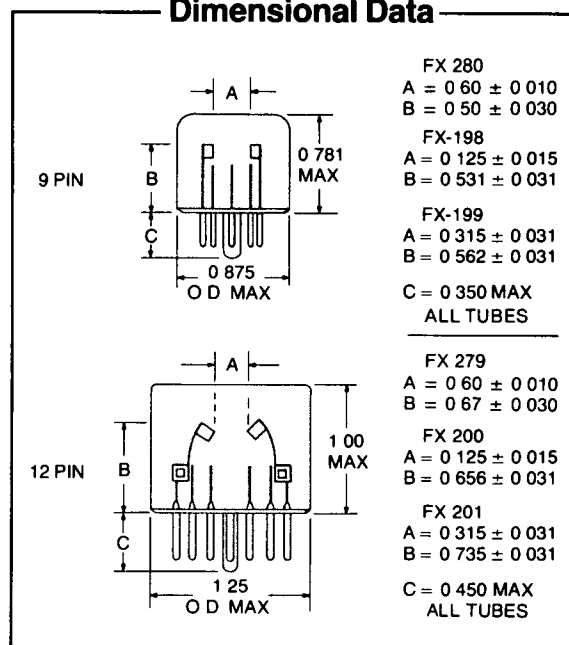 Dimensional Data
9 PIN
A
B
C
0 781
MAX
0 875
O D MAX
FX 280
A = 0 60 ± 0 010
B = 0 50 ± 0 030
FX-198
A = 0 125 ± 0 015
B = 0 531 ± 0 031
FX-199
A = 0 315 ± 0 031
B = 0 562 ± 0 031
C = 0 350 MAX
ALL TUBES
12 PIN
A
B
C
1 00
MAX
1 25
O D MAX
FX 279
A = 0 60 ± 0 010
B = 0 67 ± 0 030
FX 200
A = 0 125 ± 0 015
B = 0 656 ± 0 031
FX 201
A = 0 315 ± 0 031
B = 0 735 ± 0 031
C = 0 450 MAX
ALL TUBES